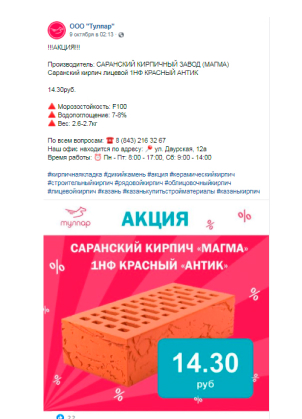 ООО "Туллар"
9 октября в 02:13
!!!АКЦИЯ!!!!
Производитель: САРАНСКИЙ КИРПИЧНЫЙ ЗАВОД (МАГМА)
Саранский кирпич лицевой 1НФ КРАСНЫЙ АНТИК
14.30руб.
Морозостойкость: F100
Водопоглощение: 7-8%
Вес: 2.6-2.7кг
По всем вопросам: ☎ 8 (843) 216 32 67
Наш офис находится по адресу: ул. Даурская, 12а
Время работы: Пн - Пт: 8:00 - 17:00, Сб: 9:00 - 14:00
#кирпичнаякладка #дикийкамень #акция #керамическийкирпич
#строительныйкирпич #рядовойкирпич #облицовочныйкирпич
#лицевойкирпич #казань #казанькупитьстройматериалы #казанькирпич
туллар
АКЦИЯ
САРАНСКИЙ КИРПИЧ «МАГМА»
1НФ КРАСНЫЙ «АНТИК»
14.30
руб